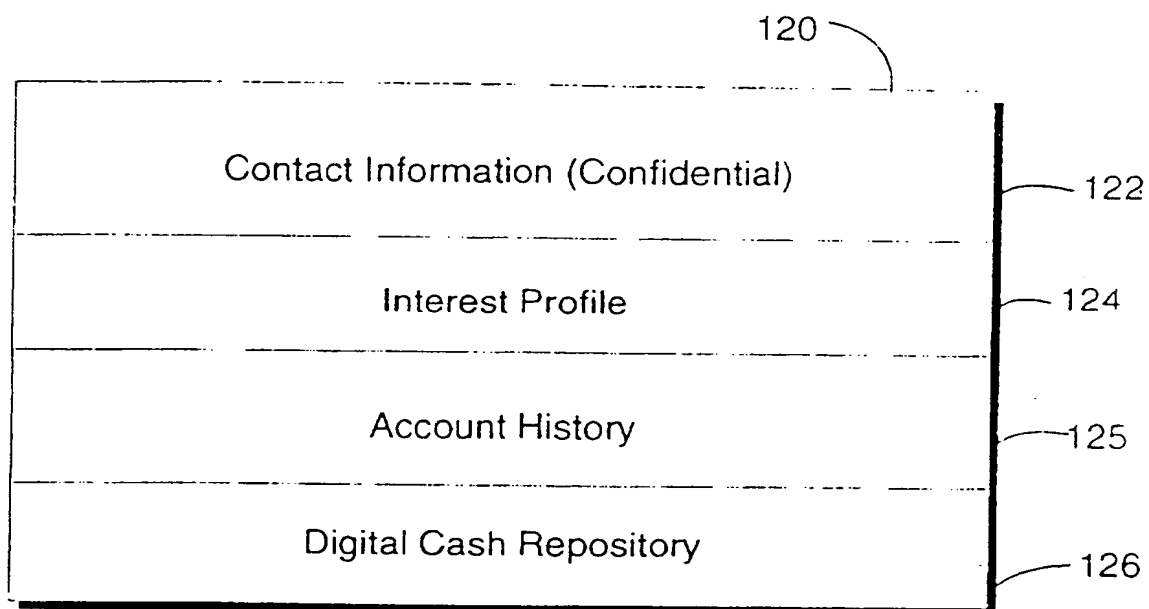 120
Contact Information (Confidential)
122
Interest Profile
124
Account History
125
Digital Cash Repository
126